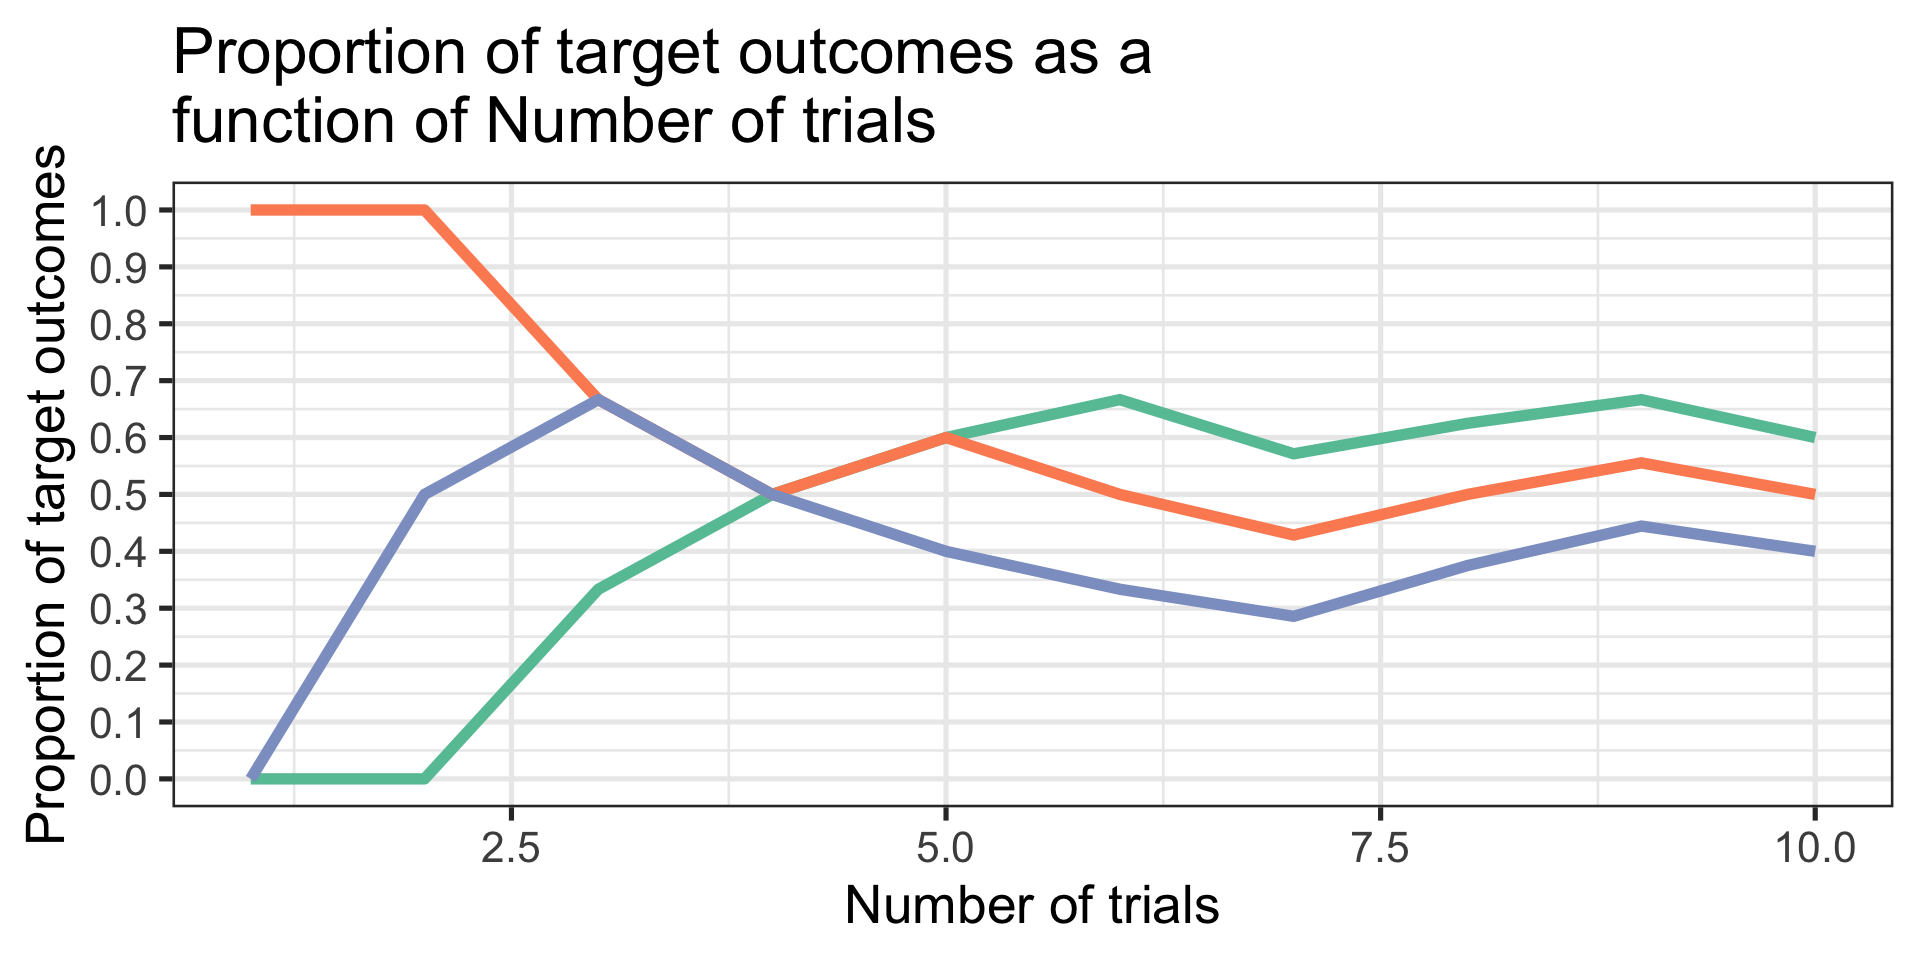 Proportion of target outcomes as a
function of Number of trials
Proportion of target outcomes
1.0
0.9
0.8
0.7
0.6
0.5
0.4
0.3
0.2
0.1
0.0
2.5 5.0 7.5 10.0
Number of trials